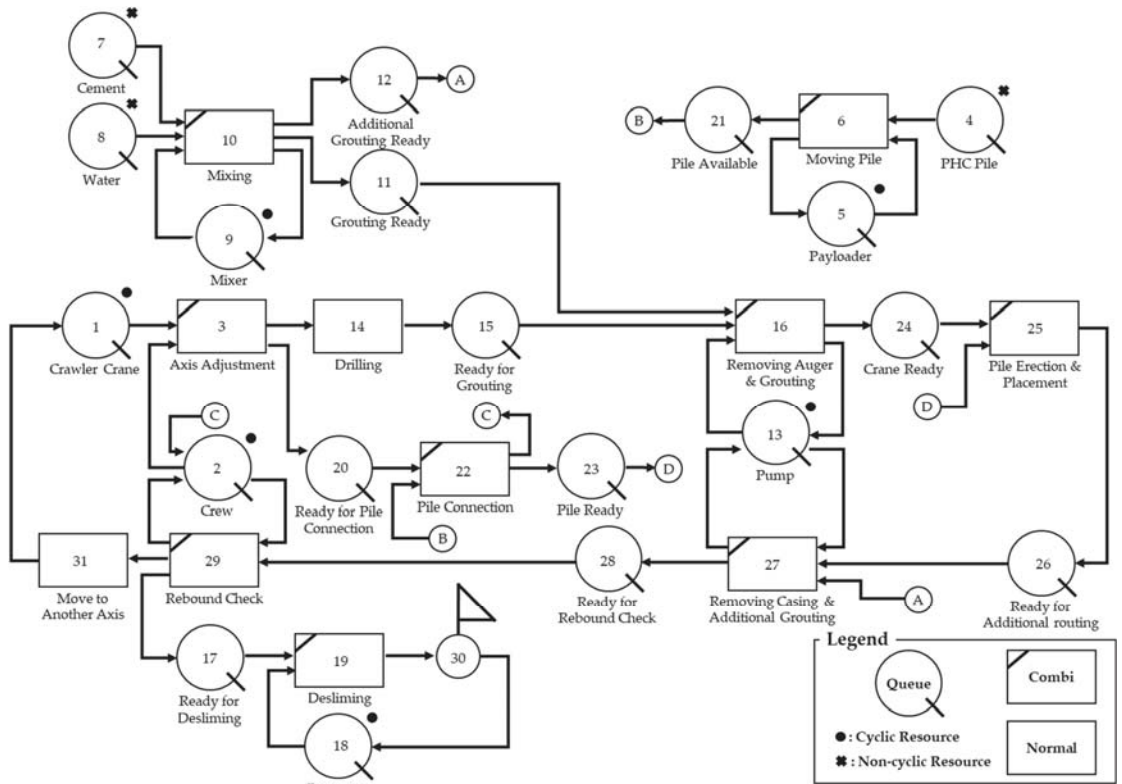 7
Cement
8
Water
10
Mixing
9
Mixer
12
Additional
Grouting Ready
A
11
Grouting Ready
B
21
Pile Available
6
Moving Pile
4
PHC Pile
5
Payloader
1
Crawler Crane
3
Axis Adjustment
14
Drilling
15
Ready for
Grouting
16
Removing Auger
& Grouting
24
Crane Ready
25
Pile Erection &
Placement
D
C
2
Crew
20
Ready for Pile
Connection
C
22
Pile Connection
B
23
Pile Ready
D
13
Pump
31
Move to
Another Axis
29
Rebound Check
28
Ready for
Rebound Check
27
Removing Casing &
Additional Grouting
A
26
Ready for
Additional routing
17
Ready for
Desliming
19
Desliming
30
18
Legend
Queue
Combi
: Cyclic Resource
: Non-cyclic Resource
Normal